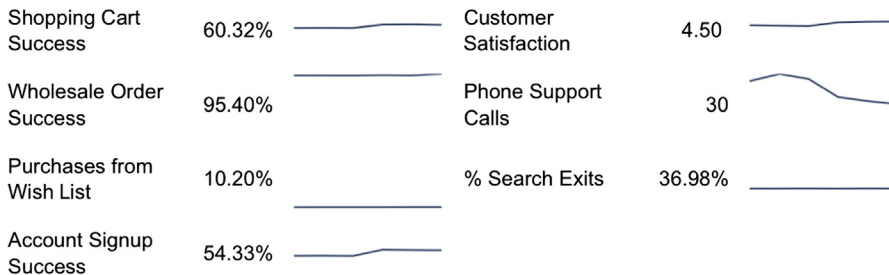 Shopping Cart
Success
60.32%
Customer
Satisfaction
4.50
Wholesale Order
Success
95.40%
Phone Support
Calls
30
Purchases from
Wish List
10.20%
% Search Exits
36.98%
Account Signup
Success
54.33%